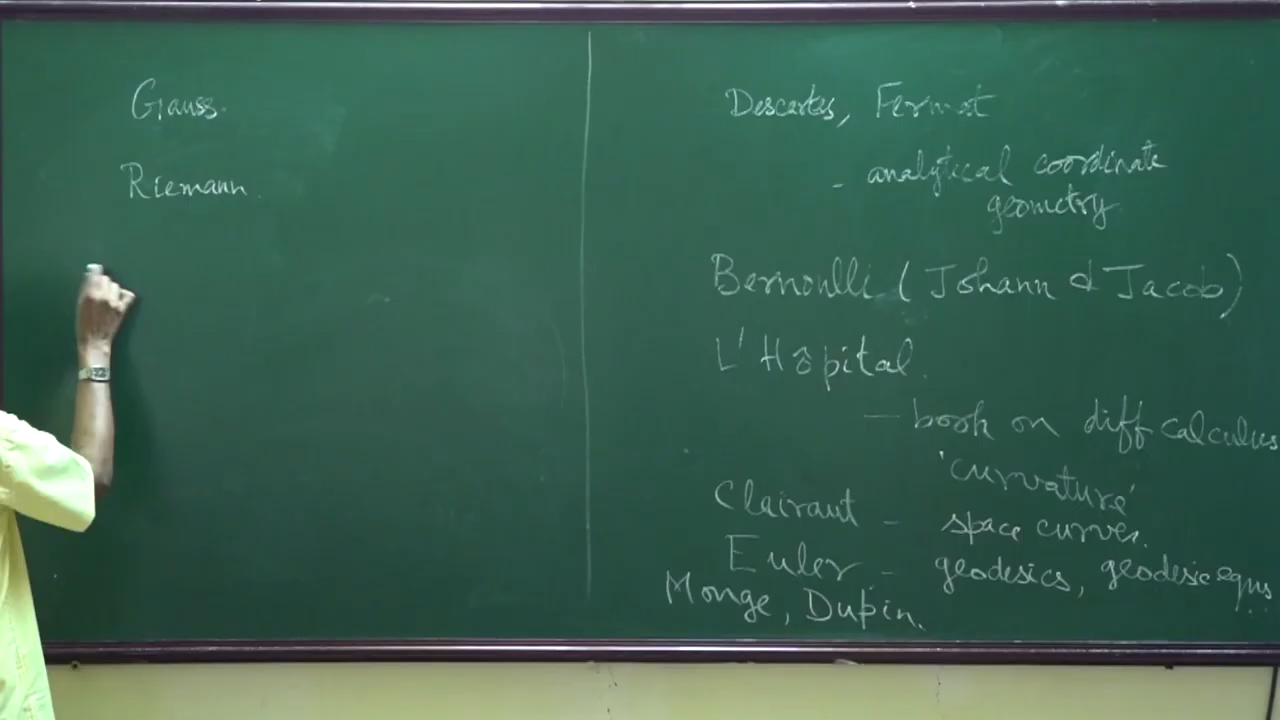 Gauss.
Riemann.
Descartes, Fermat
- analytical coordinate
geometry
Bernoulli (Johann & Jacob)
L'Hôpital.
- book on diff calculus
'curvature'
Clairaut - space curves.
Euler - geodesics, geodesic eqns
Monge, Dupin.